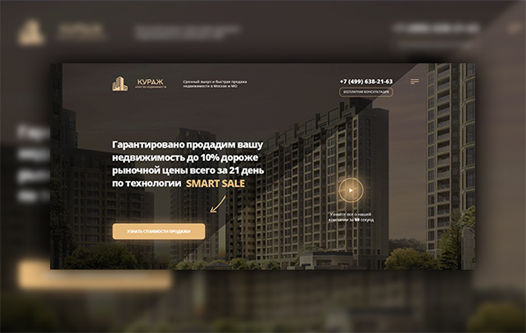 КУРАЖ
АГЕНТСТВО НЕДВИЖИМОСТИ
Срочный выкуп и быстрая продажа
недвижимости в Москве и МО
+7 (499) 638-21-63
БЕСПЛАТНАЯ КОНСУЛЬТАЦИЯ
Гарантировано продадим вашу
недвижимость до 10% дороже
рыночной цены всего за 21 день
по технологии SMART SALE
УЗНАТЬ СТОИМОСТЬ ПРОДАЖИ
Узнайте все о нашей
компании за 60 секунд